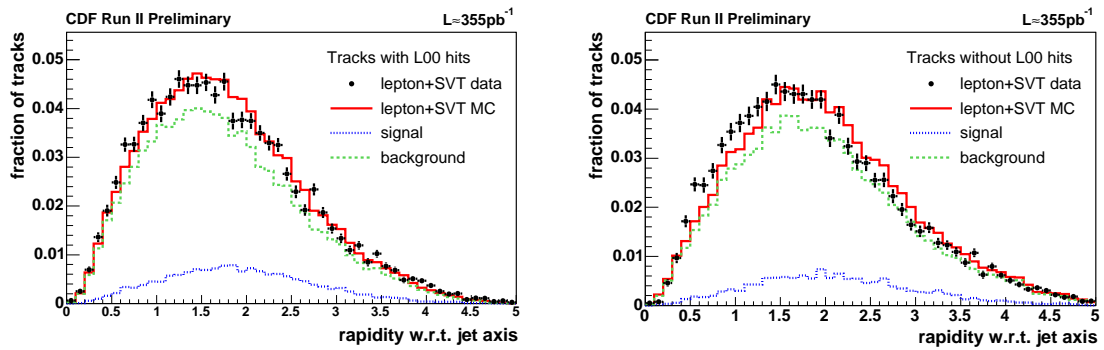 CDF Run II Preliminary L≈355pb⁻¹
fraction of tracks
0.05
0.04
0.03
0.02
0.01
0
Tracks with L00 hits
lepton+SVT data
lepton+SVT MC
signal
background
0 0.5 1 1.5 2 2.5 3 3.5 4 4.5 5
rapidity w.r.t. jet axis
CDF Run II Preliminary L≈355pb⁻¹
fraction of tracks
0.05
0.04
0.03
0.02
0.01
0
Tracks without L00 hits
lepton+SVT data
lepton+SVT MC
signal
background
0 0.5 1 1.5 2 2.5 3 3.5 4 4.5 5
rapidity w.r.t. jet axis